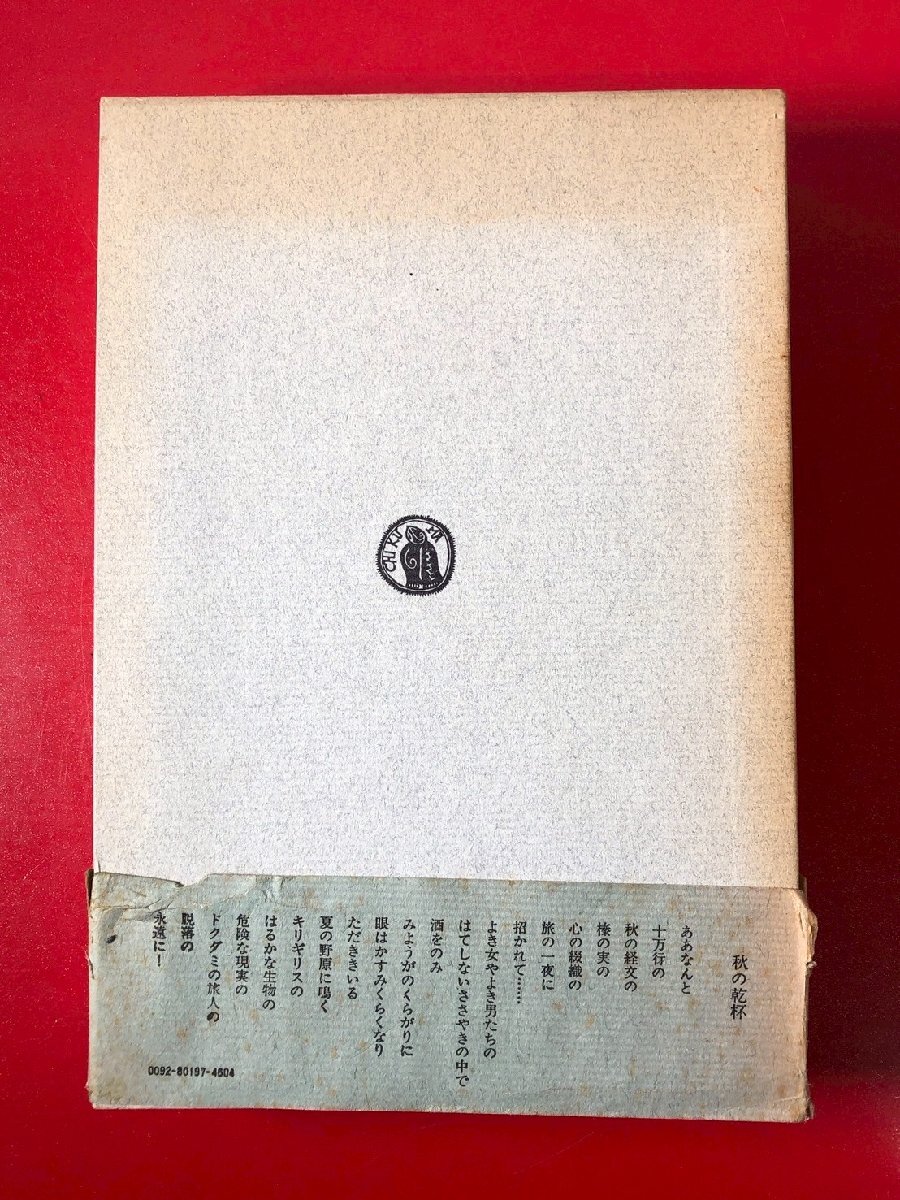 CHIKUMA
秋の乾杯
ああなんと
十万行の
秋の経文の
榛の実の
心の綴織の
旅の一夜に
招かれて……
よき女やよき男たちの
はてしないささやきの中で
酒をのみ
みようがのくらがりに
眼はかすみくらくなり
ただききいる
夏の野原に鳴く
キリギリスの
はるかな生物の
危険な現実の
ドクダミの旅人の
脱落の
永遠に!
0092-80197-4604